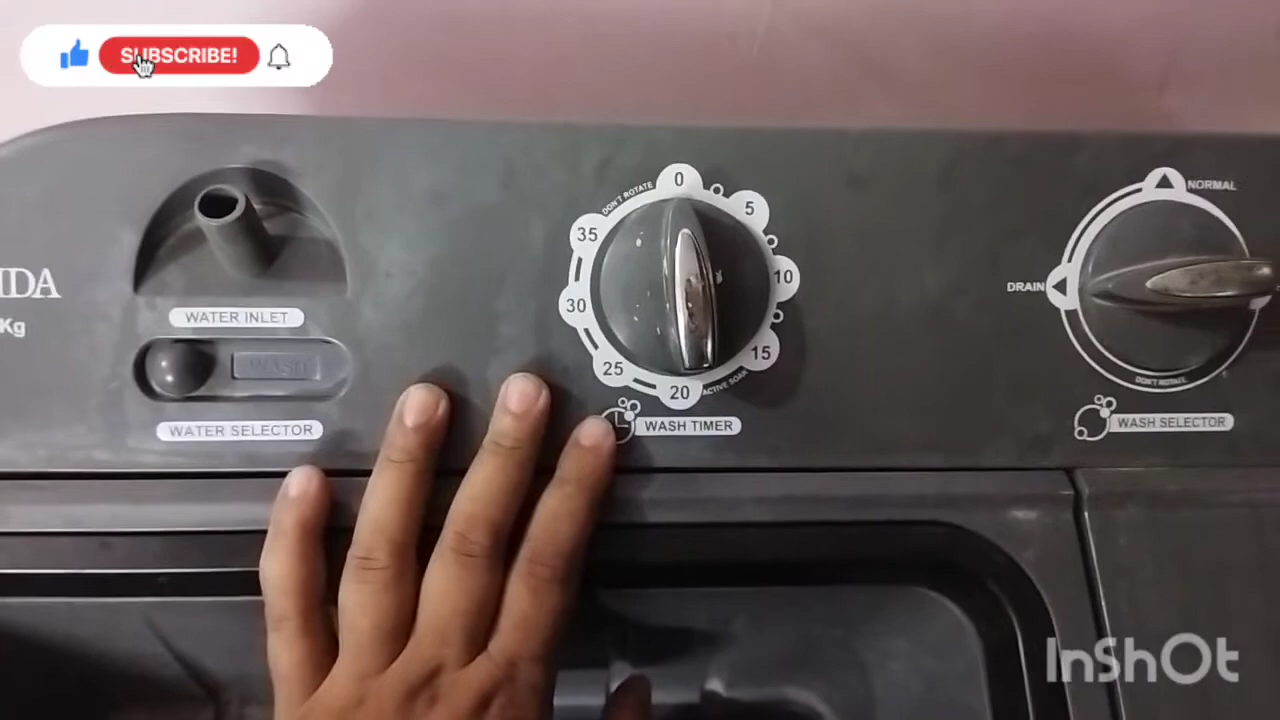 SUBSCRIBE!
IDA
Kg
WATER INLET
WASH
WATER SELECTOR
0
5
10
15
20
25
30
35
DON'T ROTATE
ACTIVE SOAK
WASH TIMER
NORMAL
DRAIN
DON'T ROTATE
WASH SELECTOR
InShOt